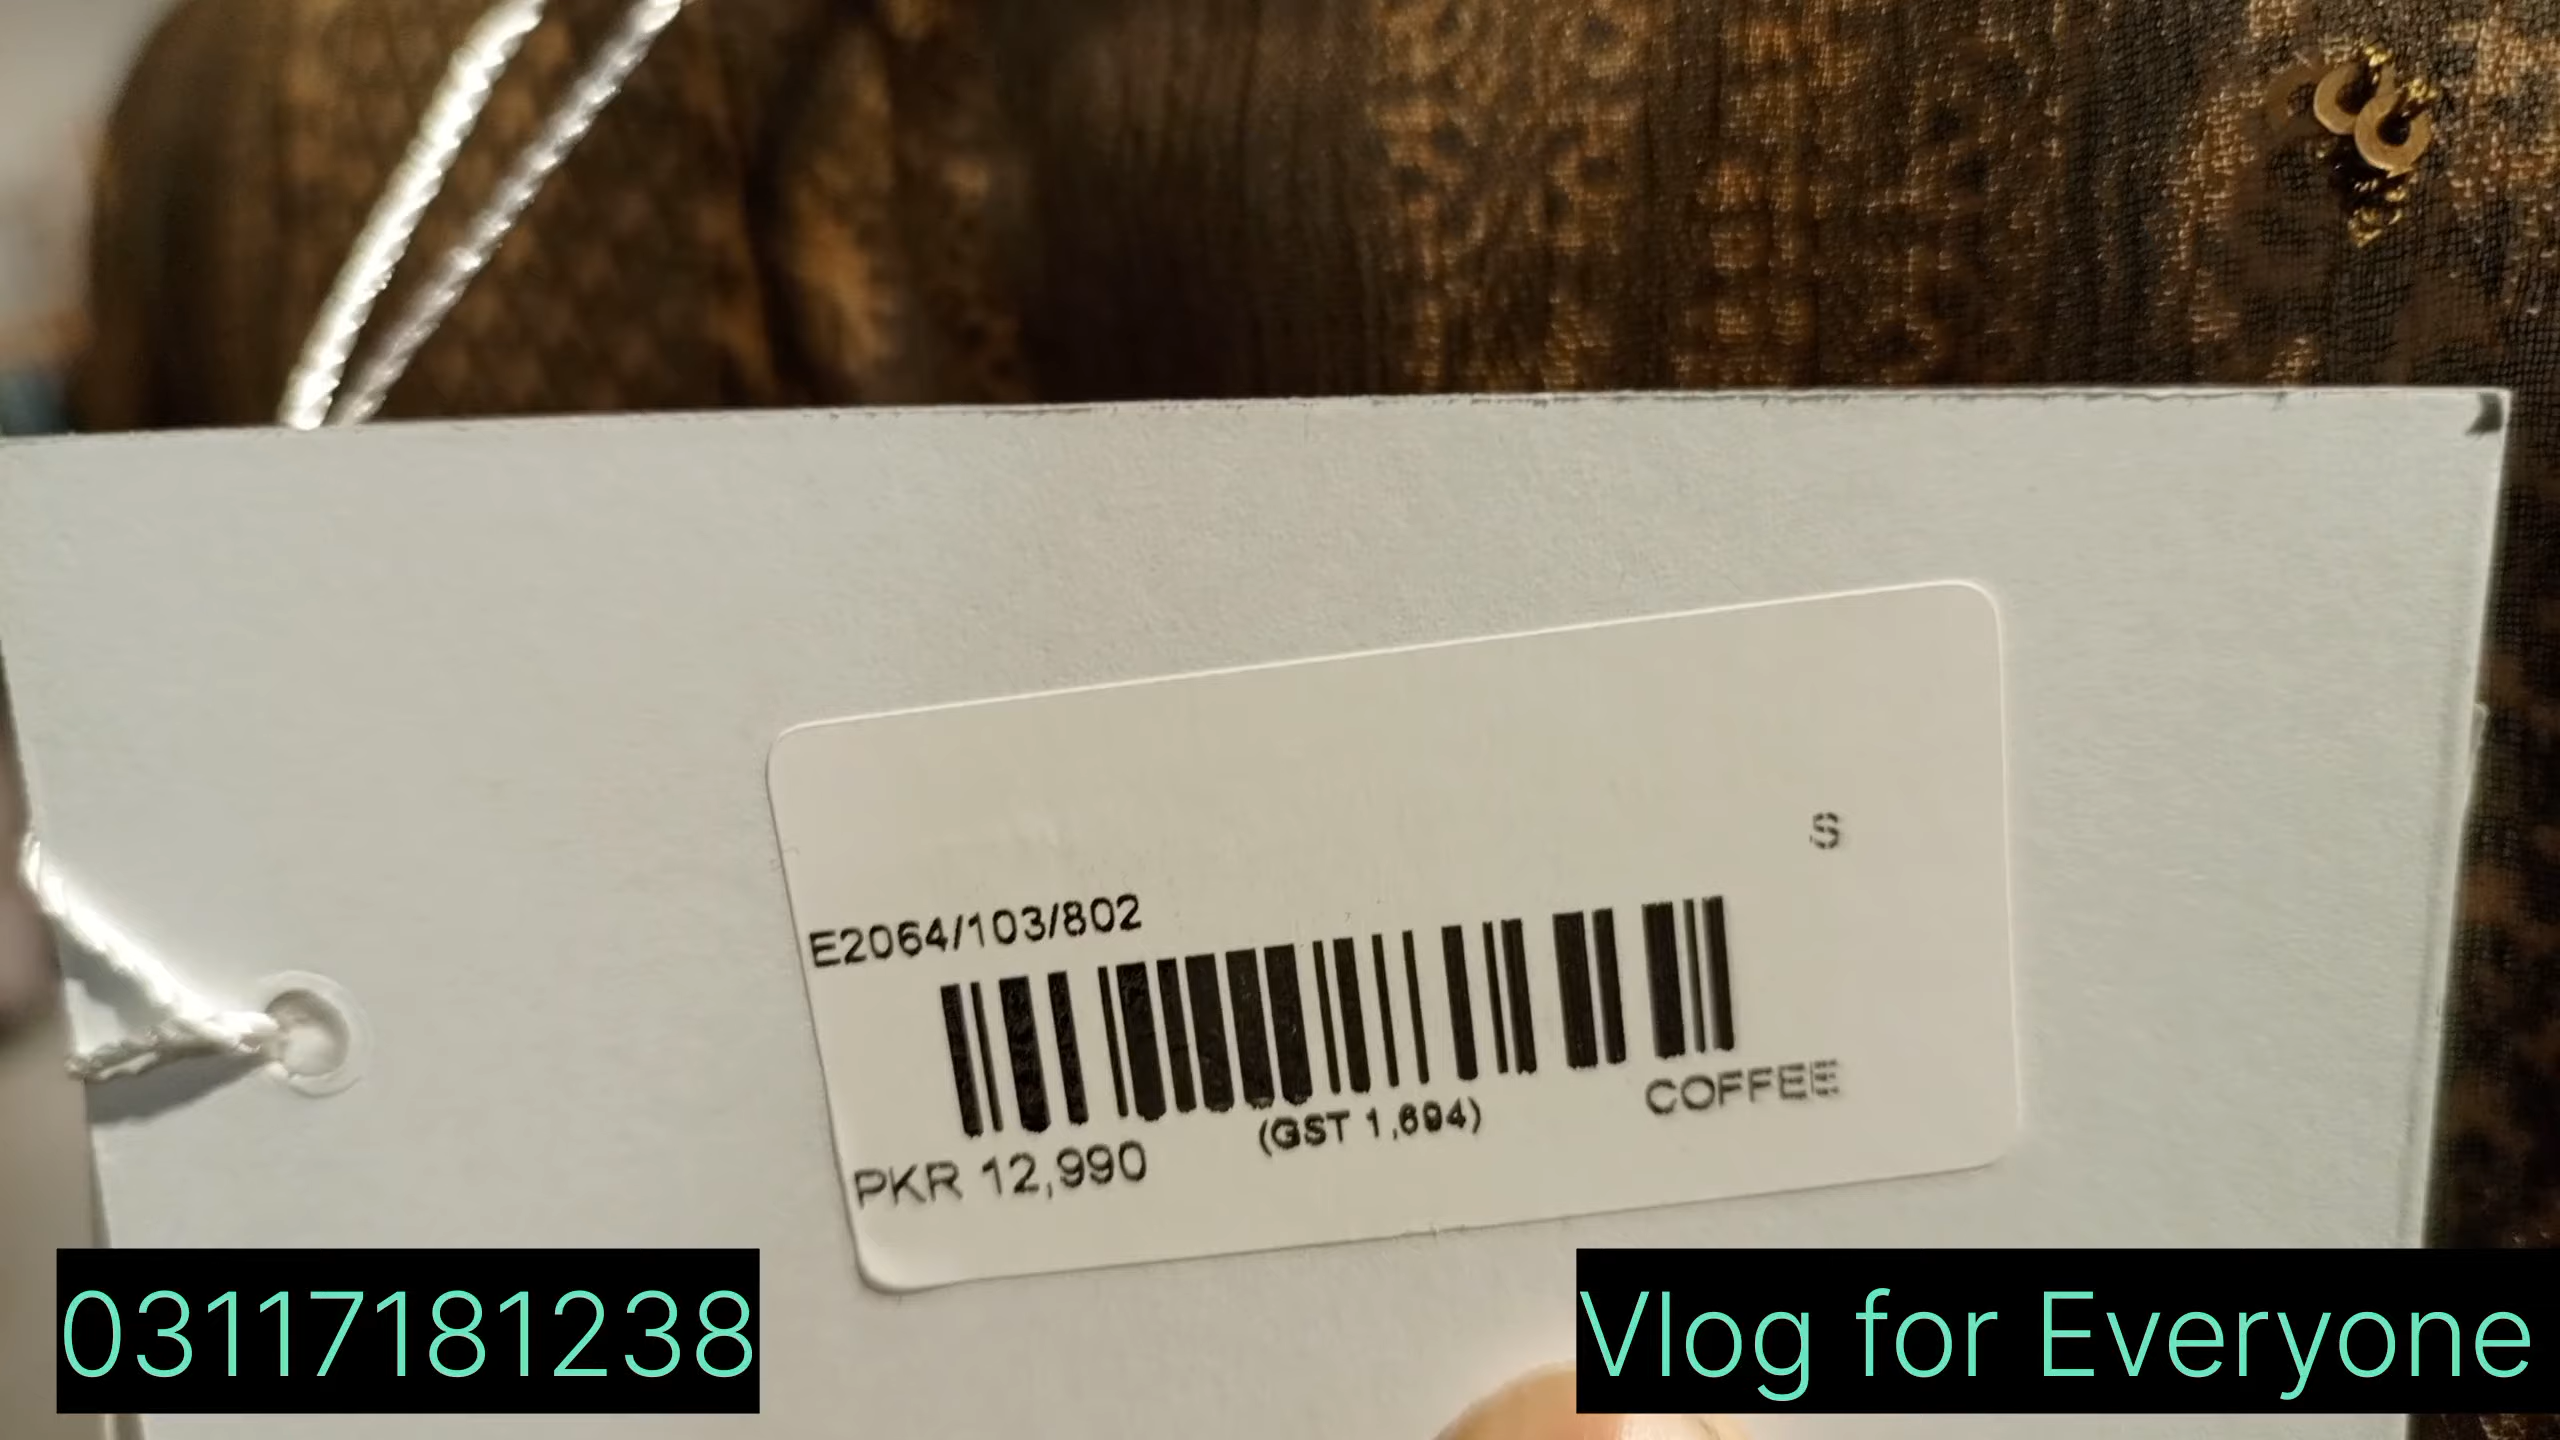 S
E2064/103/802
(GST 1,694)
COFFEE
PKR 12,990
03117181238
Vlog for Everyone